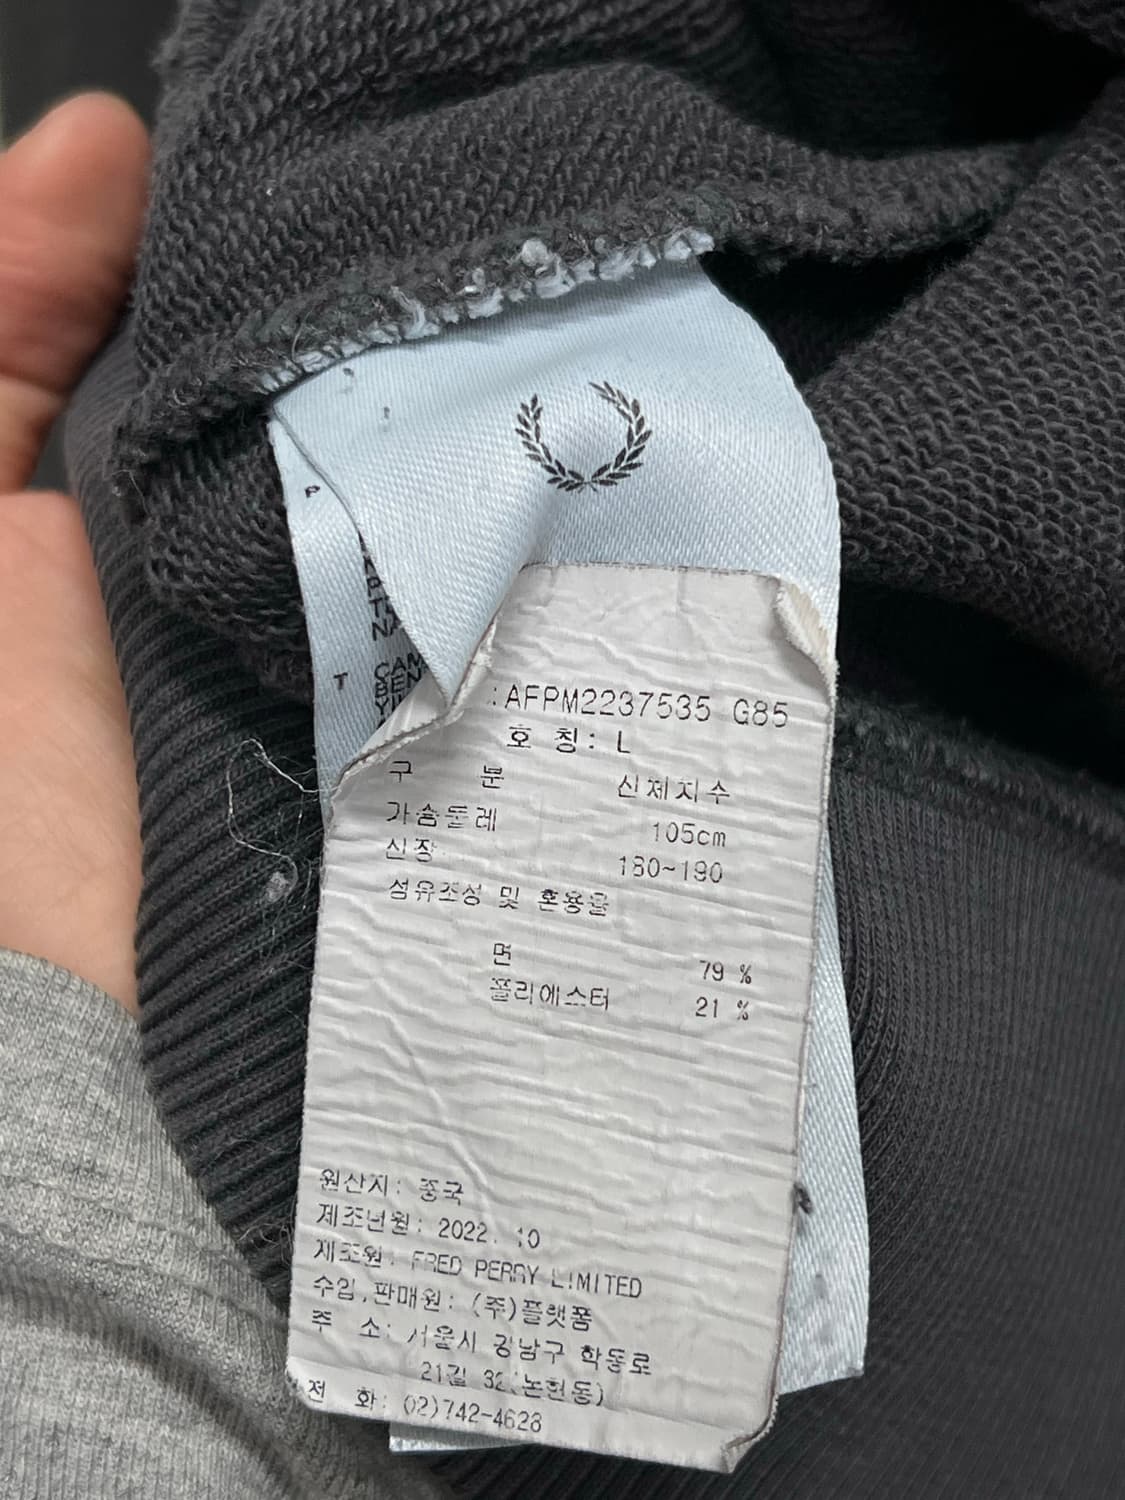 P
T
CAM
BEN
:AFPM2237535 G85
호 칭: L
구 분 신체치수
가슴둘레 105cm
신장 180~190
섬유조성 및 혼용율
면 79 %
폴리에스터 21 %
원산지: 중국
제조년월: 2022. 10
제조원: FRED PERRY LIMITED
수입,판매원: (주)플랫폼
주 소: 서울시 강남구 학동로
21길 32(논현동)
전 화: 02)742-4628